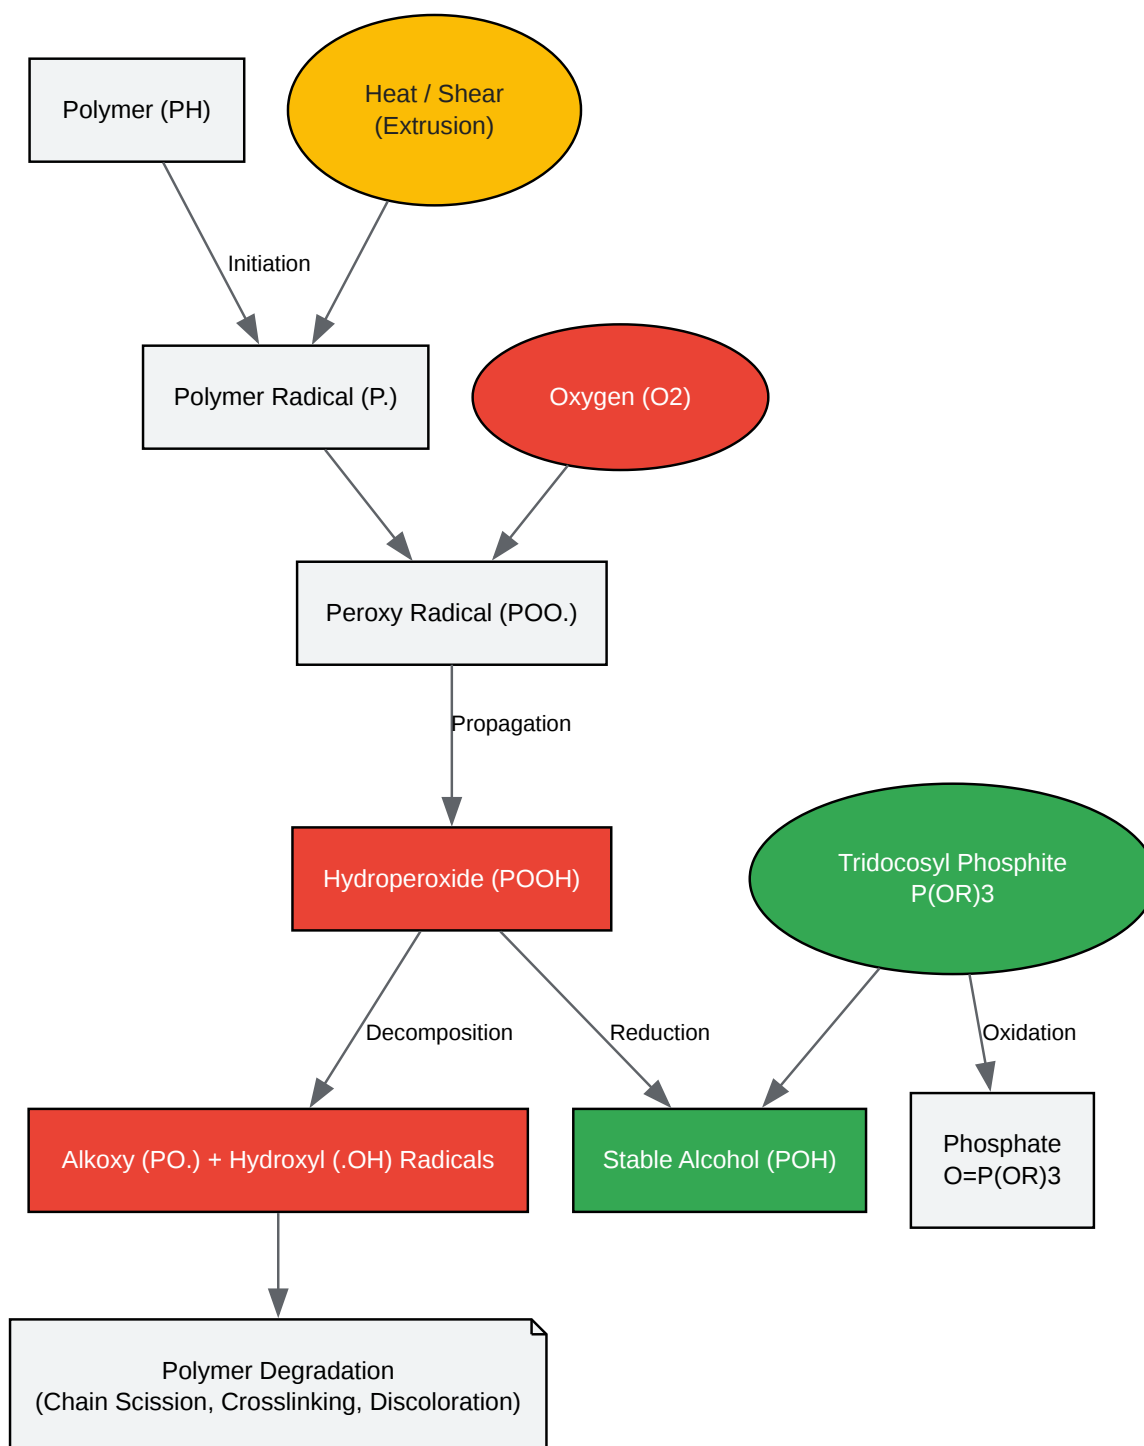 Polymer (PH)
Heat / Shear
(Extrusion)
Initiation
Polymer Radical (P.)
Oxygen (O2)
Peroxy Radical (POO.)
Propagation
Hydroperoxide (POOH)
Tridocosyl Phosphite
P(OR)3
Decomposition
Reduction
Oxidation
Alkoxy (PO.) + Hydroxyl (.OH) Radicals
Stable Alcohol (POH)
Phosphate
O=P(OR)3
Polymer Degradation
(Chain Scission, Crosslinking, Discoloration)